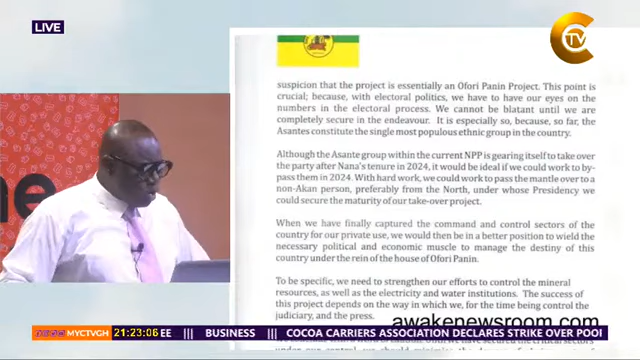 LIVE
C
TV
suspicion that the project is essentially an Ofori Panin Project. This point is
crucial; because, with electoral politics, we have to have our eyes on the
numbers in the electoral process. We cannot be blatant until we are
completely secure in the endeavour. It is especially so, because, so far, the
Asantes constitute the single most populous ethnic group in the country.
Although the Asante group within the current NPP is gearing itself to take over
the party after Nana's tenure in 2024, it would be ideal if we could work to by-
pass them in 2024. With hard work, we could work to pass the mantle over to a
non-Akan person, preferably from the North, under whose Presidency we
could secure the maturity of our take-over project.
When we have finally captured the command and control sectors of the
country for our private use, we would then be in a better position to wield the
necessary political and economic muscle to manage the destiny of this
country under the rein of the house of Ofori Panin.
To be specific, we need to strengthen our efforts to control the mineral
resources, as well as the electricity and water institutions. The success of
this project depends on the way in which we, for the time being control the
judiciary, and the press.
awakenewsroom.com
MYCTVGH 21:23:06 EE BUSINESS COCOA CARRIERS ASSOCIATION DECLARES STRIKE OVER POOR